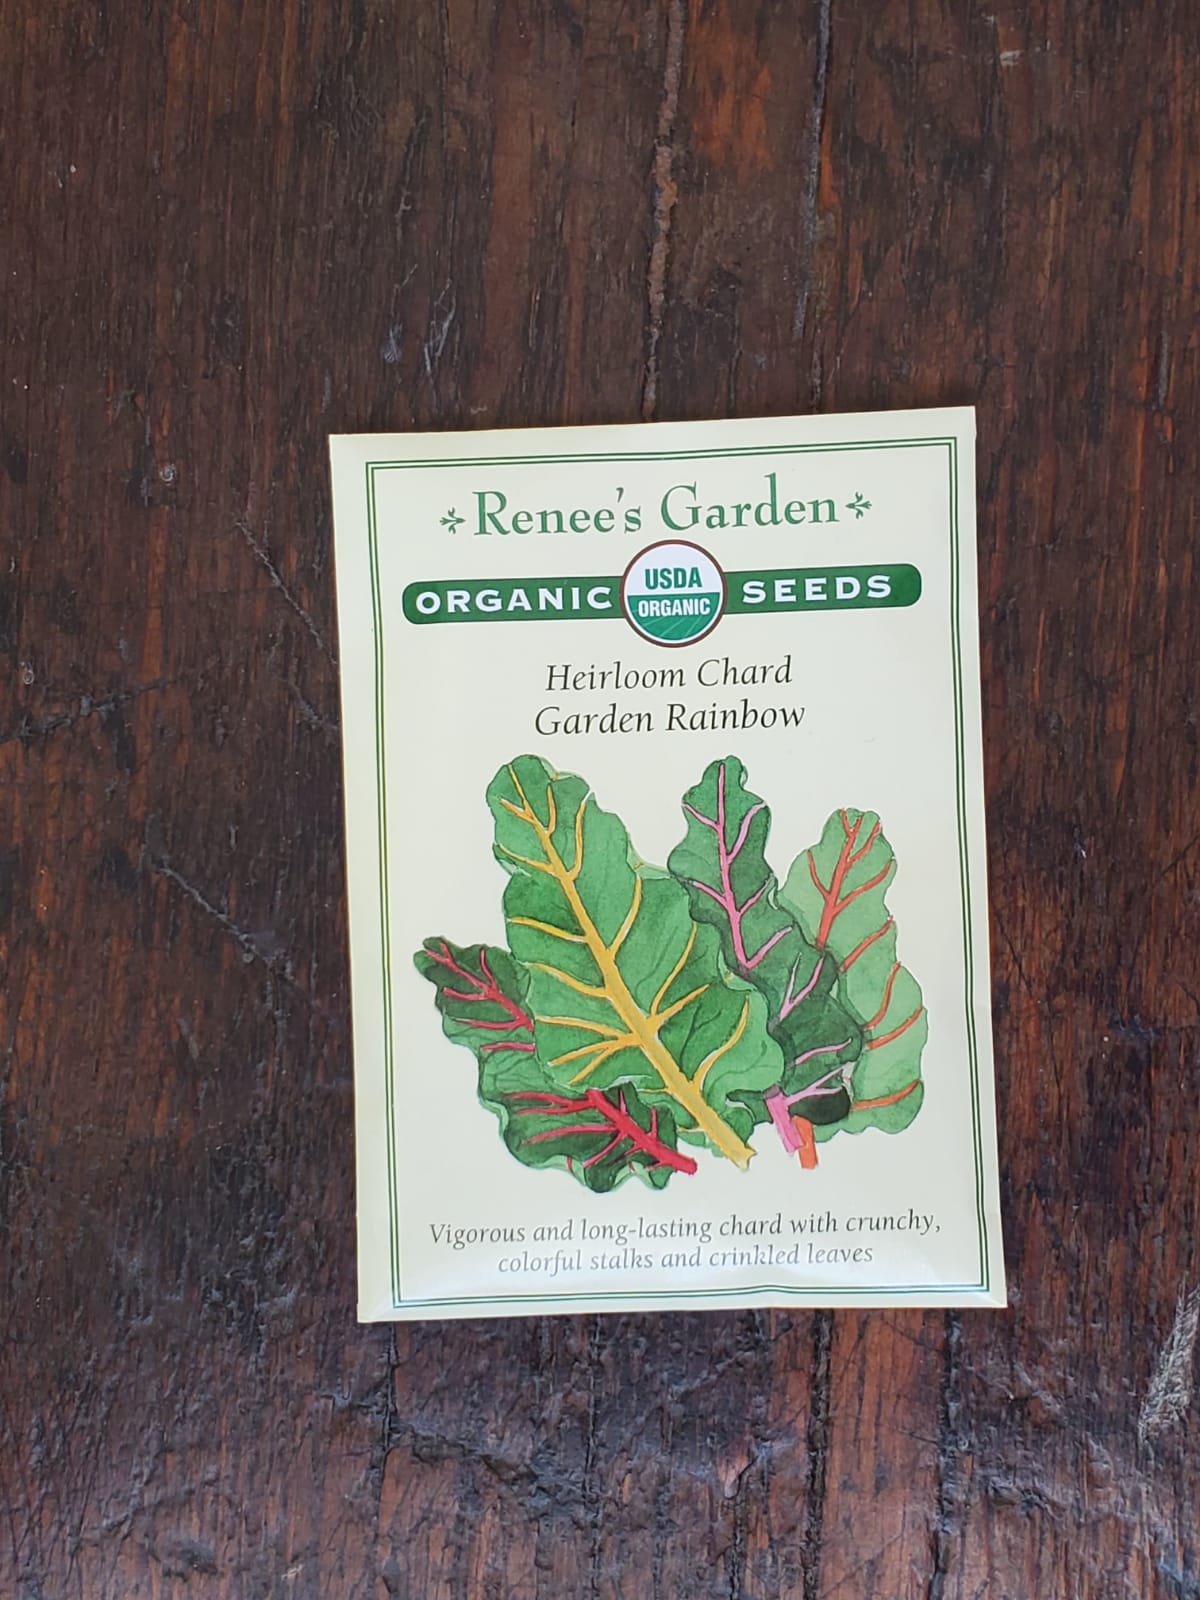 Renee's Garden
ORGANIC USDA ORGANIC SEEDS
Heirloom Chard
Garden Rainbow
Vigorous and long-lasting chard with crunchy,
colorful stalks and crinkled leaves